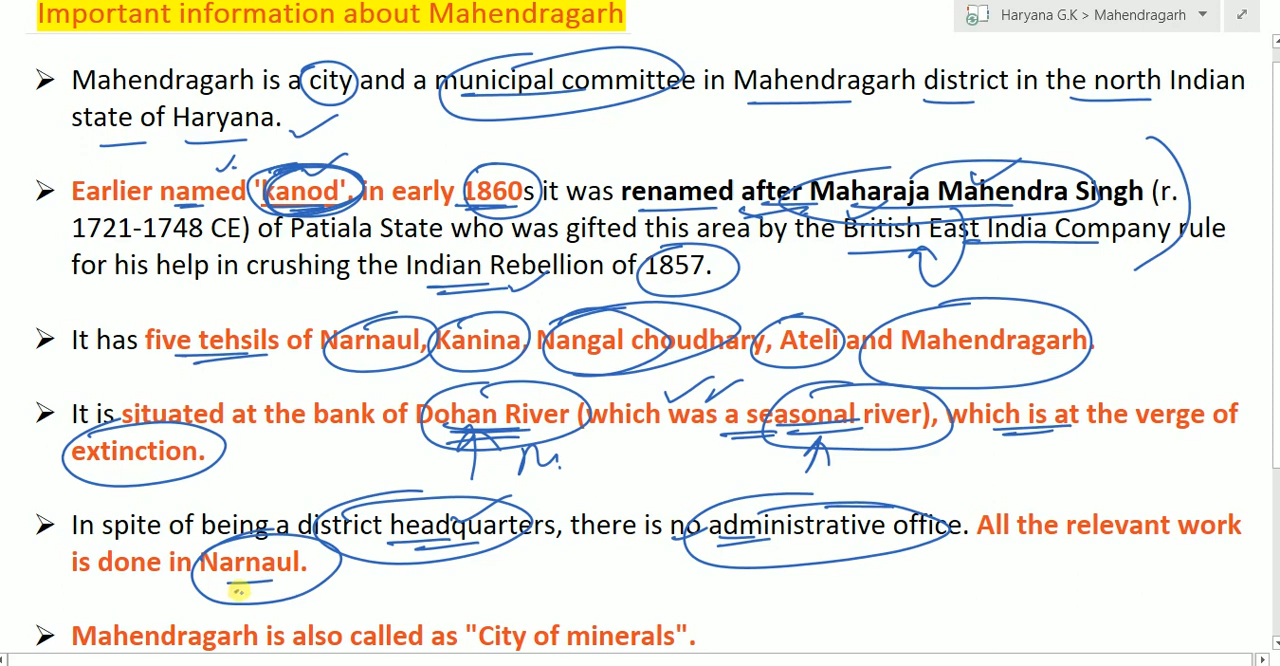 Important information about Mahendragarh
Haryana G.K > Mahendragarh
Mahendragarh is a city and a municipal committee in Mahendragarh district in the north Indian
state of Haryana.
Earlier named 'kanod', in early 1860s it was renamed after Maharaja Mahendra Singh (r.
1721-1748 CE) of Patiala State who was gifted this area by the British East India Company rule
for his help in crushing the Indian Rebellion of 1857.
It has five tehsils of Narnaul, Kanina, Nangal choudhary, Ateli and Mahendragarh.
It is situated at the bank of Dohan River (which was a seasonal river), which is at the verge of
extinction.
In spite of being a district headquarters, there is no administrative office. All the relevant work
is done in Narnaul.
Mahendragarh is also called as "City of minerals".